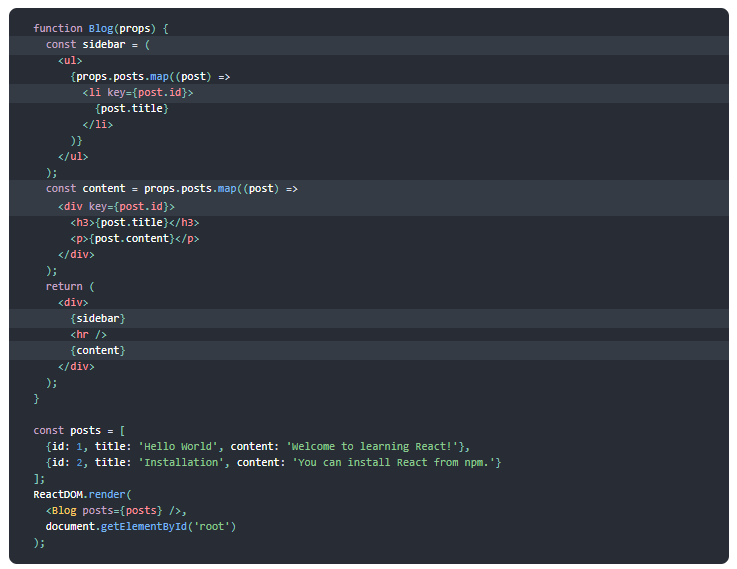 function Blog(props) {
  const sidebar = (
    <ul>
      {props.posts.map((post) =>
        <li key={post.id}>
          {post.title}
        </li>
      )}
    </ul>
  );
  const content = props.posts.map((post) =>
    <div key={post.id}>
      <h3>{post.title}</h3>
      <p>{post.content}</p>
    </div>
  );
  return (
    <div>
      {sidebar}
      <hr />
      {content}
    </div>
  );
}

const posts = [
  {id: 1, title: 'Hello World', content: 'Welcome to learning React!'},
  {id: 2, title: 'Installation', content: 'You can install React from npm.'}
];
ReactDOM.render(
  <Blog posts={posts} />,
  document.getElementById('root')
);